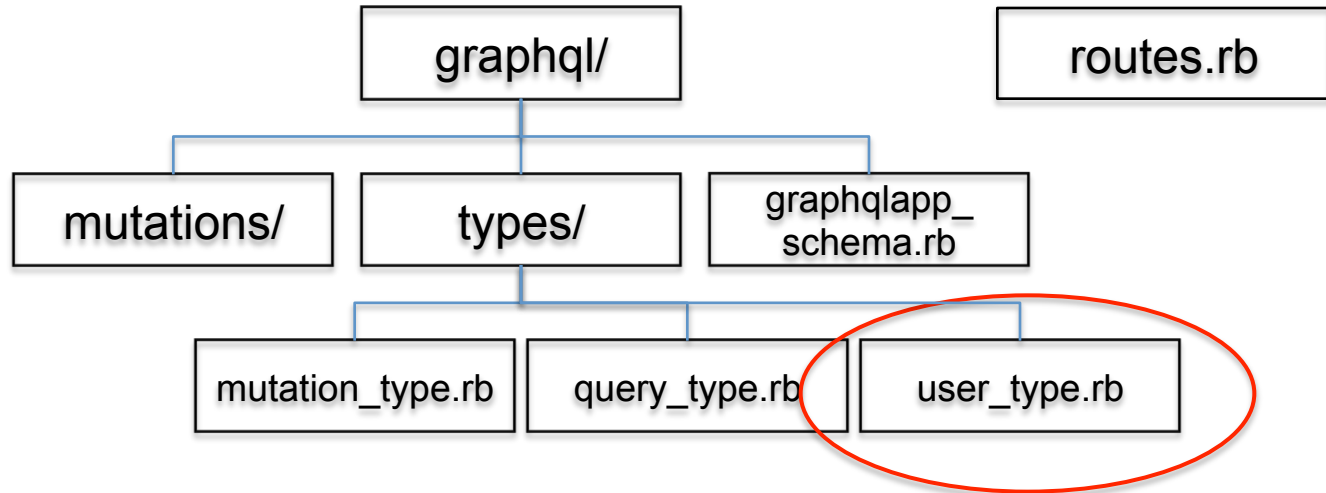 graphql/
routes.rb
mutations/
types/
graphqlapp_
schema.rb
mutation_type.rb
query_type.rb
user_type.rb